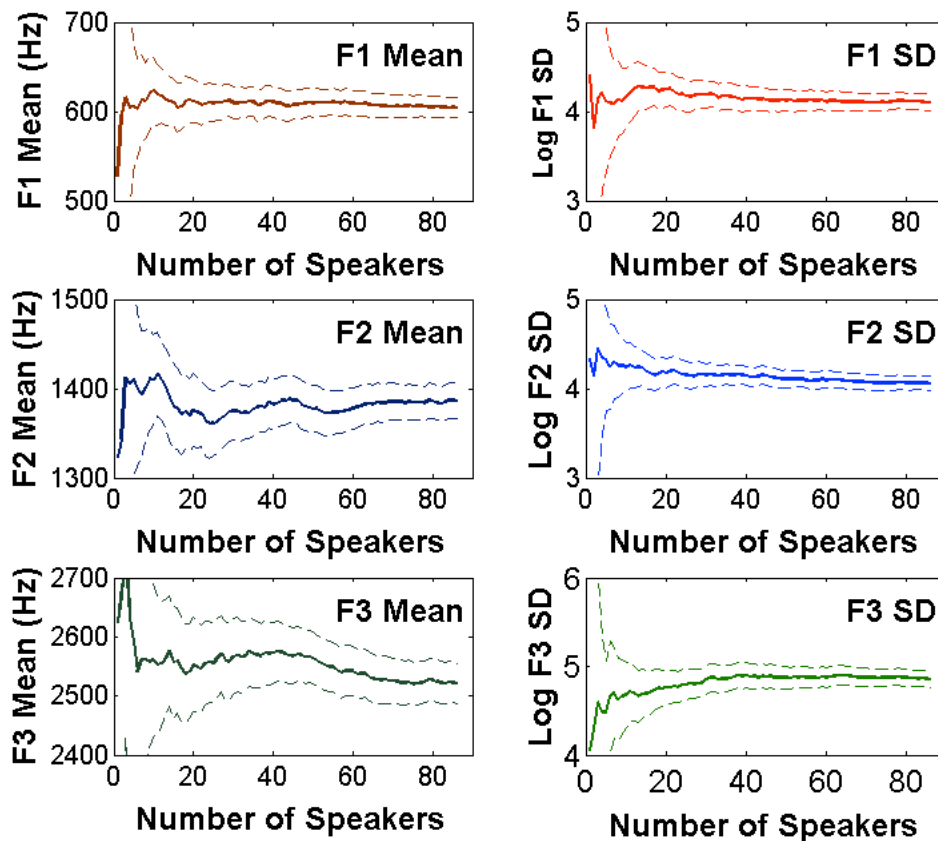 F1 Mean (Hz)
700
600
500
F1 Mean
0 20 40 60 80
Number of Speakers
Log F1 SD
5
4
3
F1 SD
0 20 40 60 80
Number of Speakers
F2 Mean (Hz)
1500
1400
1300
F2 Mean
0 20 40 60 80
Number of Speakers
Log F2 SD
5
4
3
F2 SD
0 20 40 60 80
Number of Speakers
F3 Mean (Hz)
2700
2600
2500
2400
F3 Mean
0 20 40 60 80
Number of Speakers
Log F3 SD
6
5
4
F3 SD
0 20 40 60 80
Number of Speakers